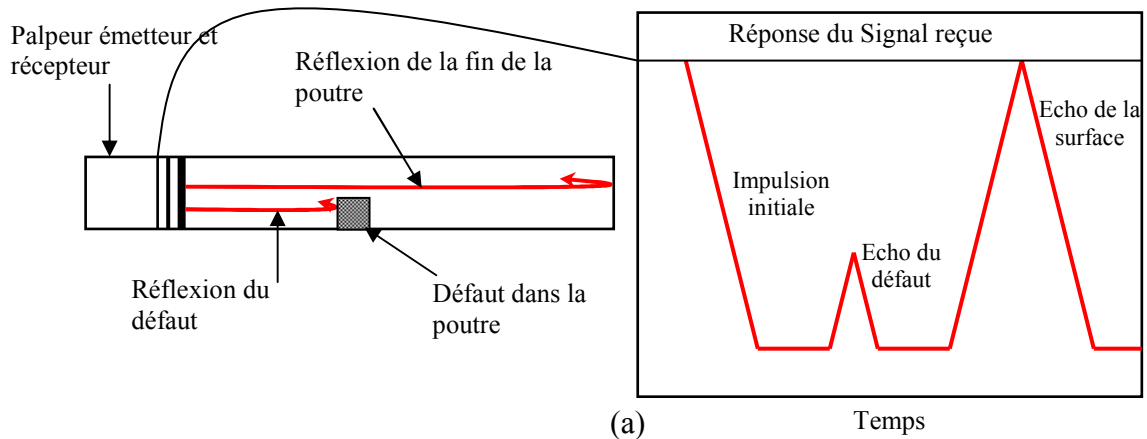 Palpeur émetteur et
récepteur
Réflexion de la fin de la
poutre
Réflexion du
défaut
Défaut dans la
poutre
Réponse du Signal reçue
Impulsion
initiale
Echo du
défaut
Echo de la
surface
(a)
Temps